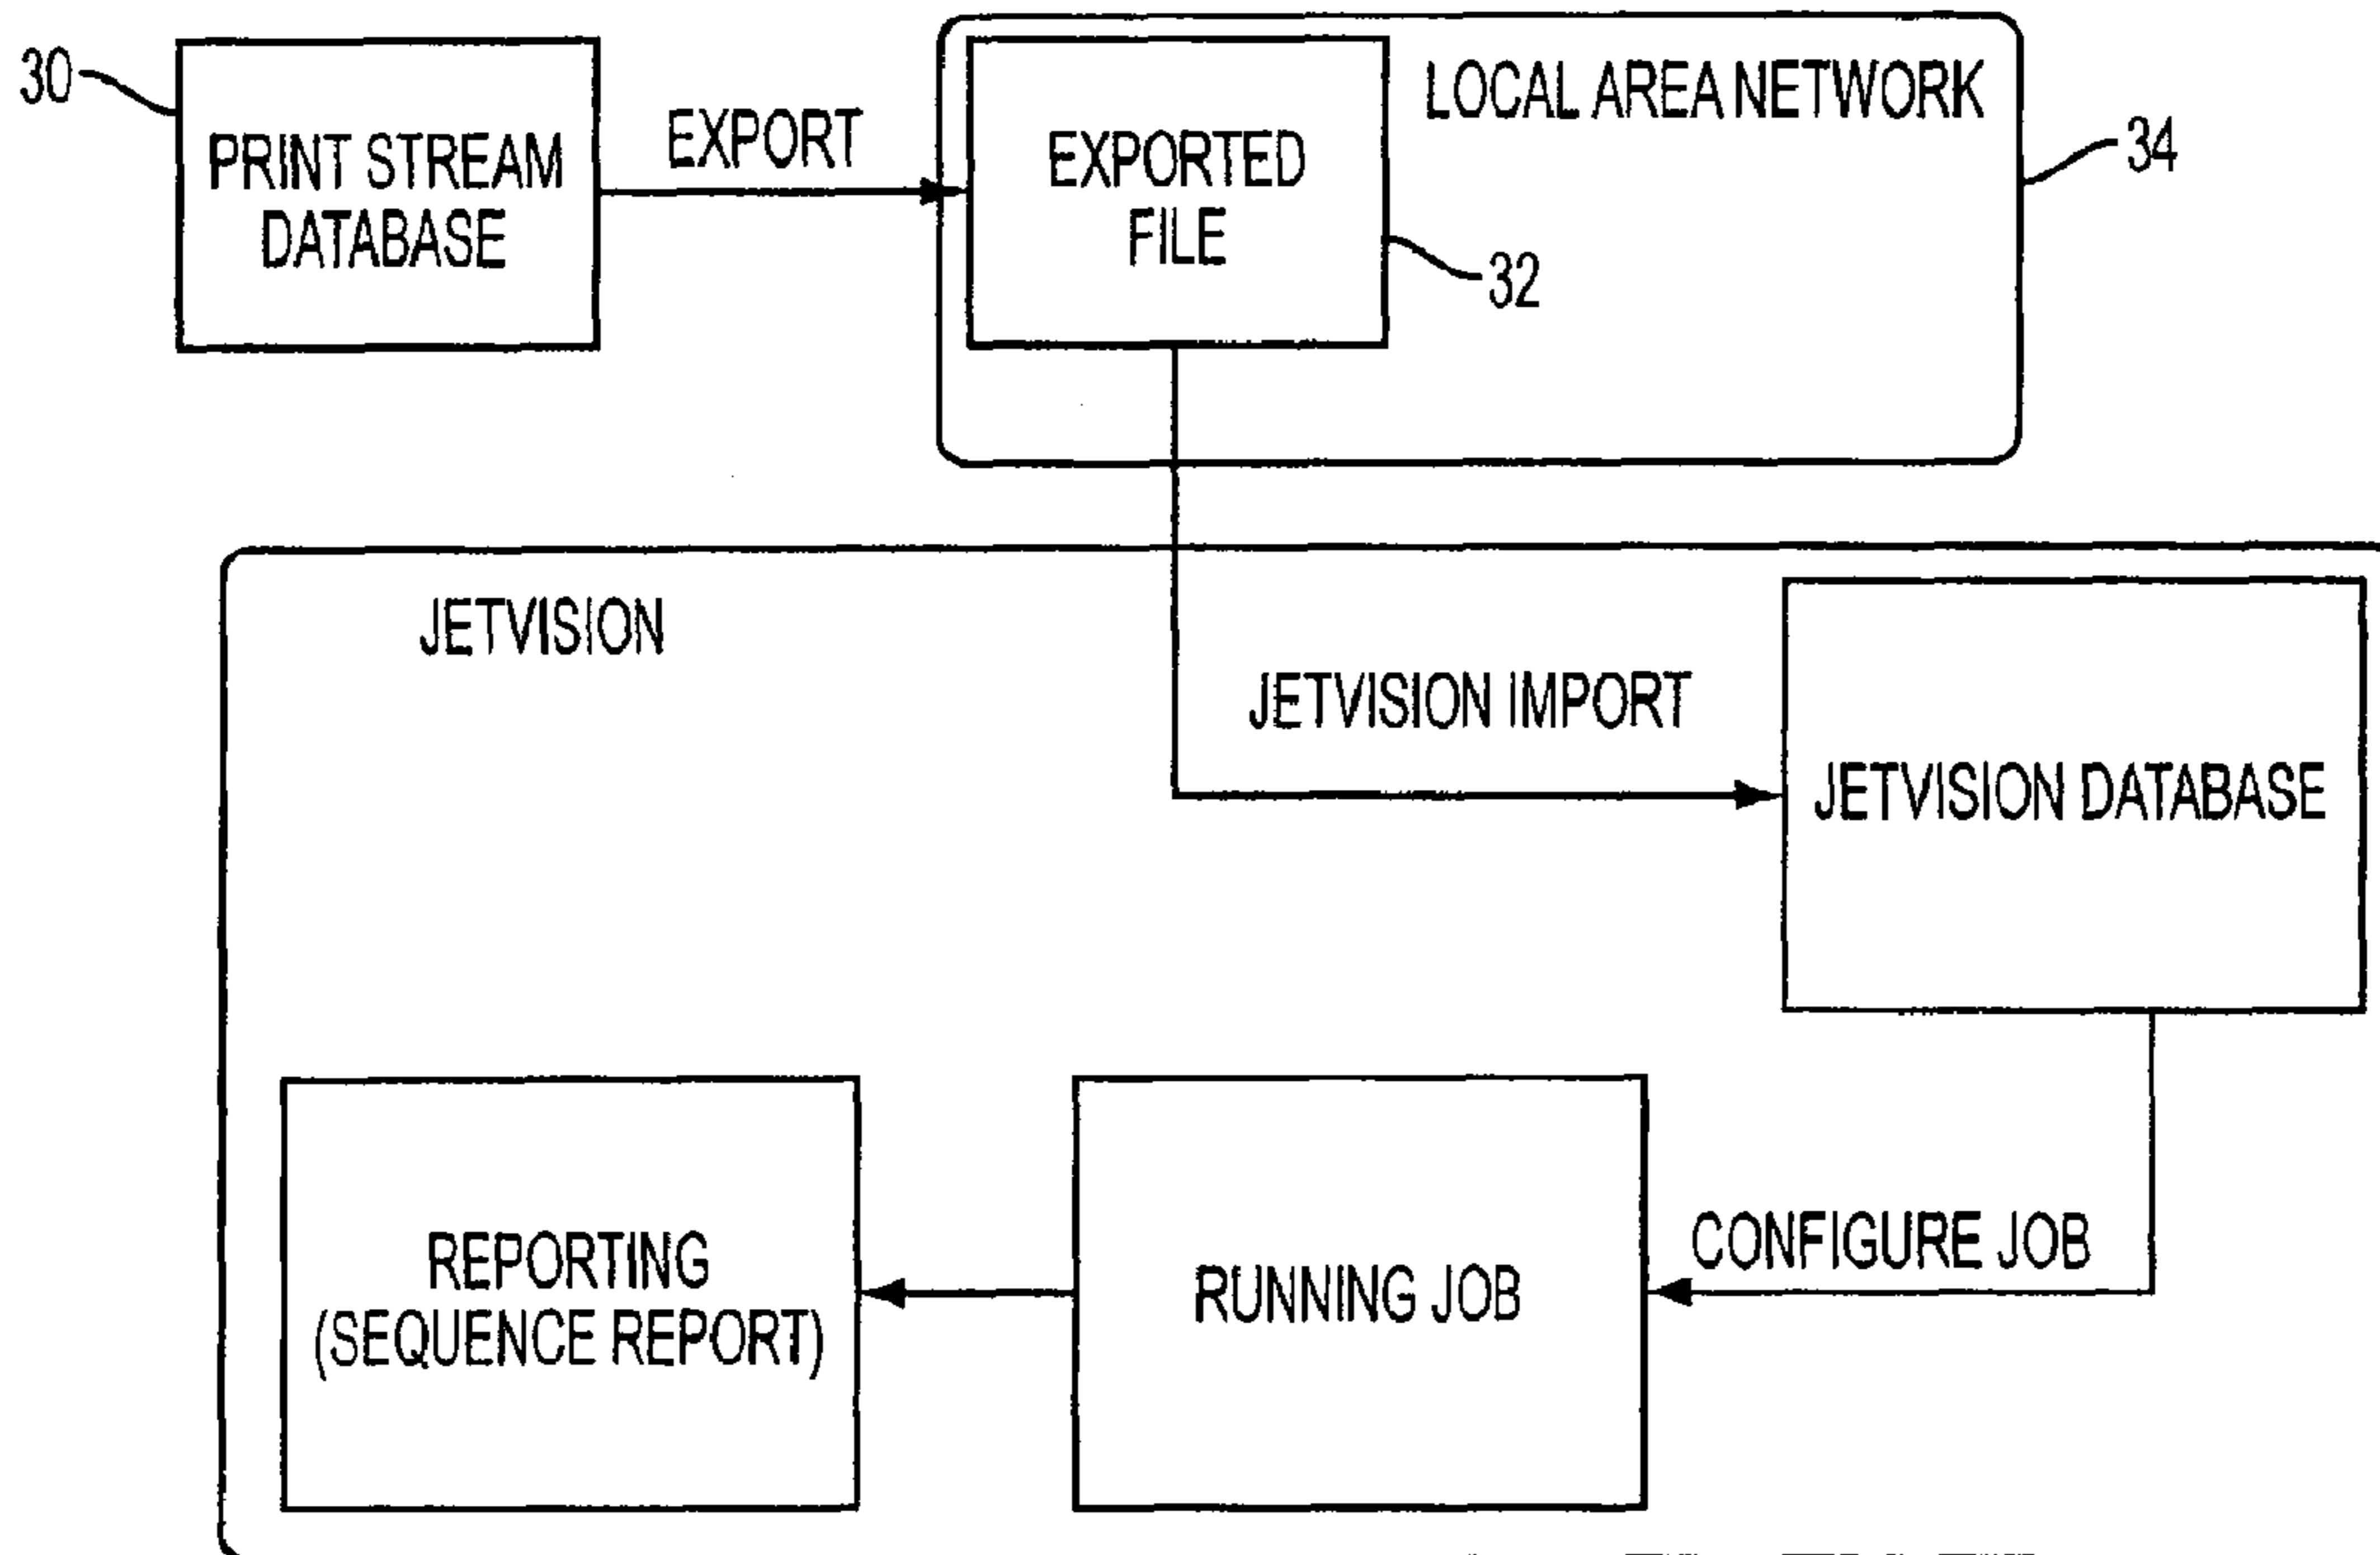 30
PRINT STREAM
DATABASE
EXPORT
EXPORTED
FILE
32
LOCAL AREA NETWORK
34
JETVISION
JETVISION IMPORT
JETVISION DATABASE
CONFIGURE JOB
RUNNING JOB
REPORTING
(SEQUENCE REPORT)